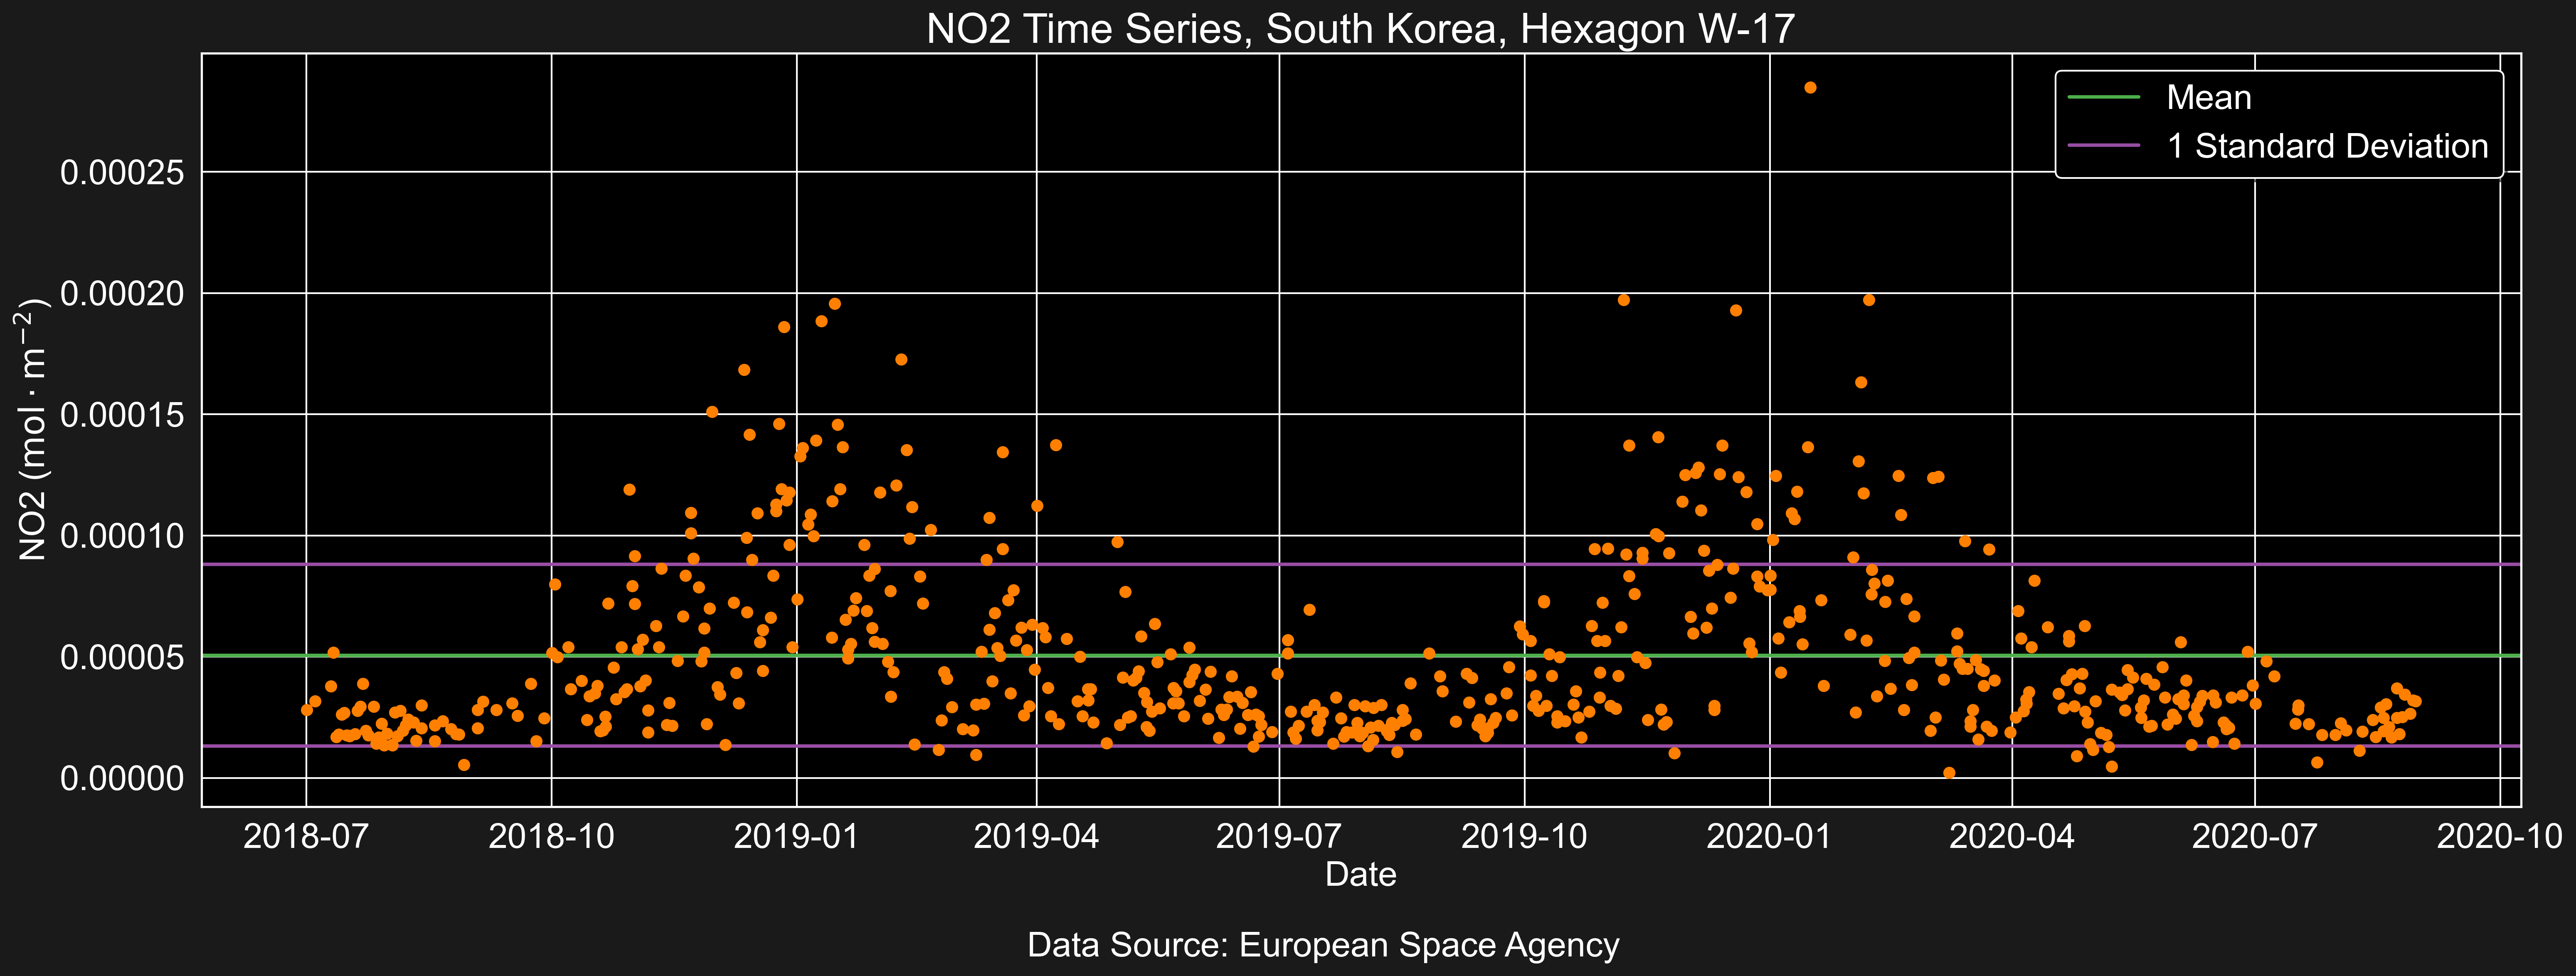 NO2 Time Series, South Korea, Hexagon W-17
Mean
1 Standard Deviation
NO2 (mol · m⁻²)
0.00025
0.00020
0.00015
0.00010
0.00005
0.00000
2018-07 2018-10 2019-01 2019-04 2019-07 2019-10 2020-01 2020-04 2020-07 2020-10
Date
Data Source: European Space Agency